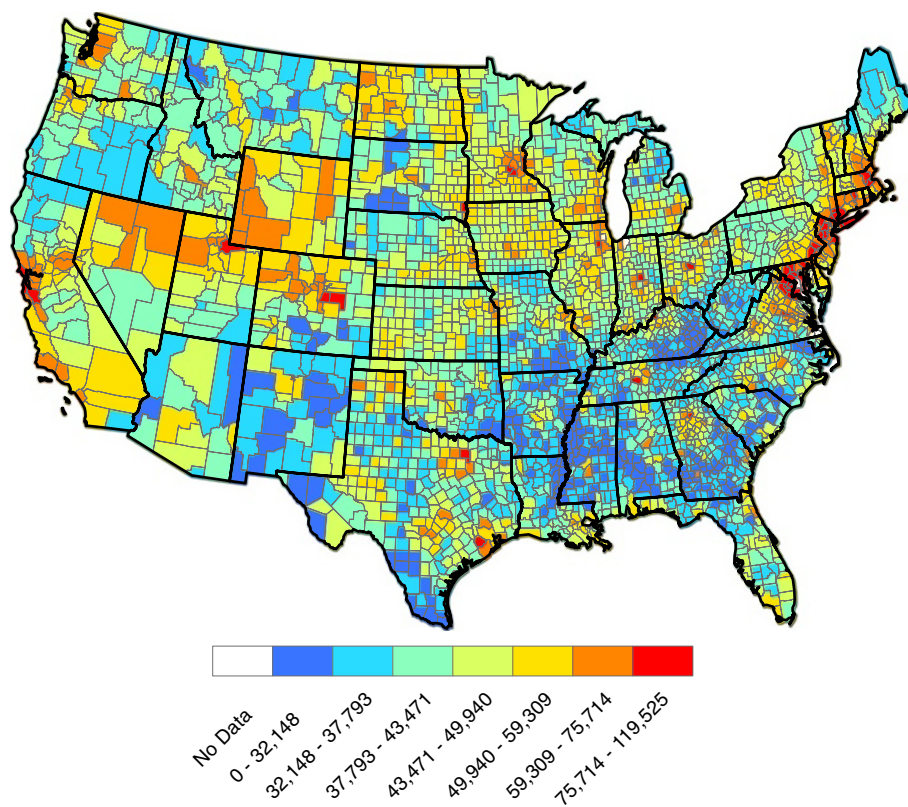 No Data
0 - 32,148
32,148 - 37,793
37,793 - 43,471
43,471 - 49,940
49,940 - 59,309
59,309 - 75,714
75,714 - 119,525